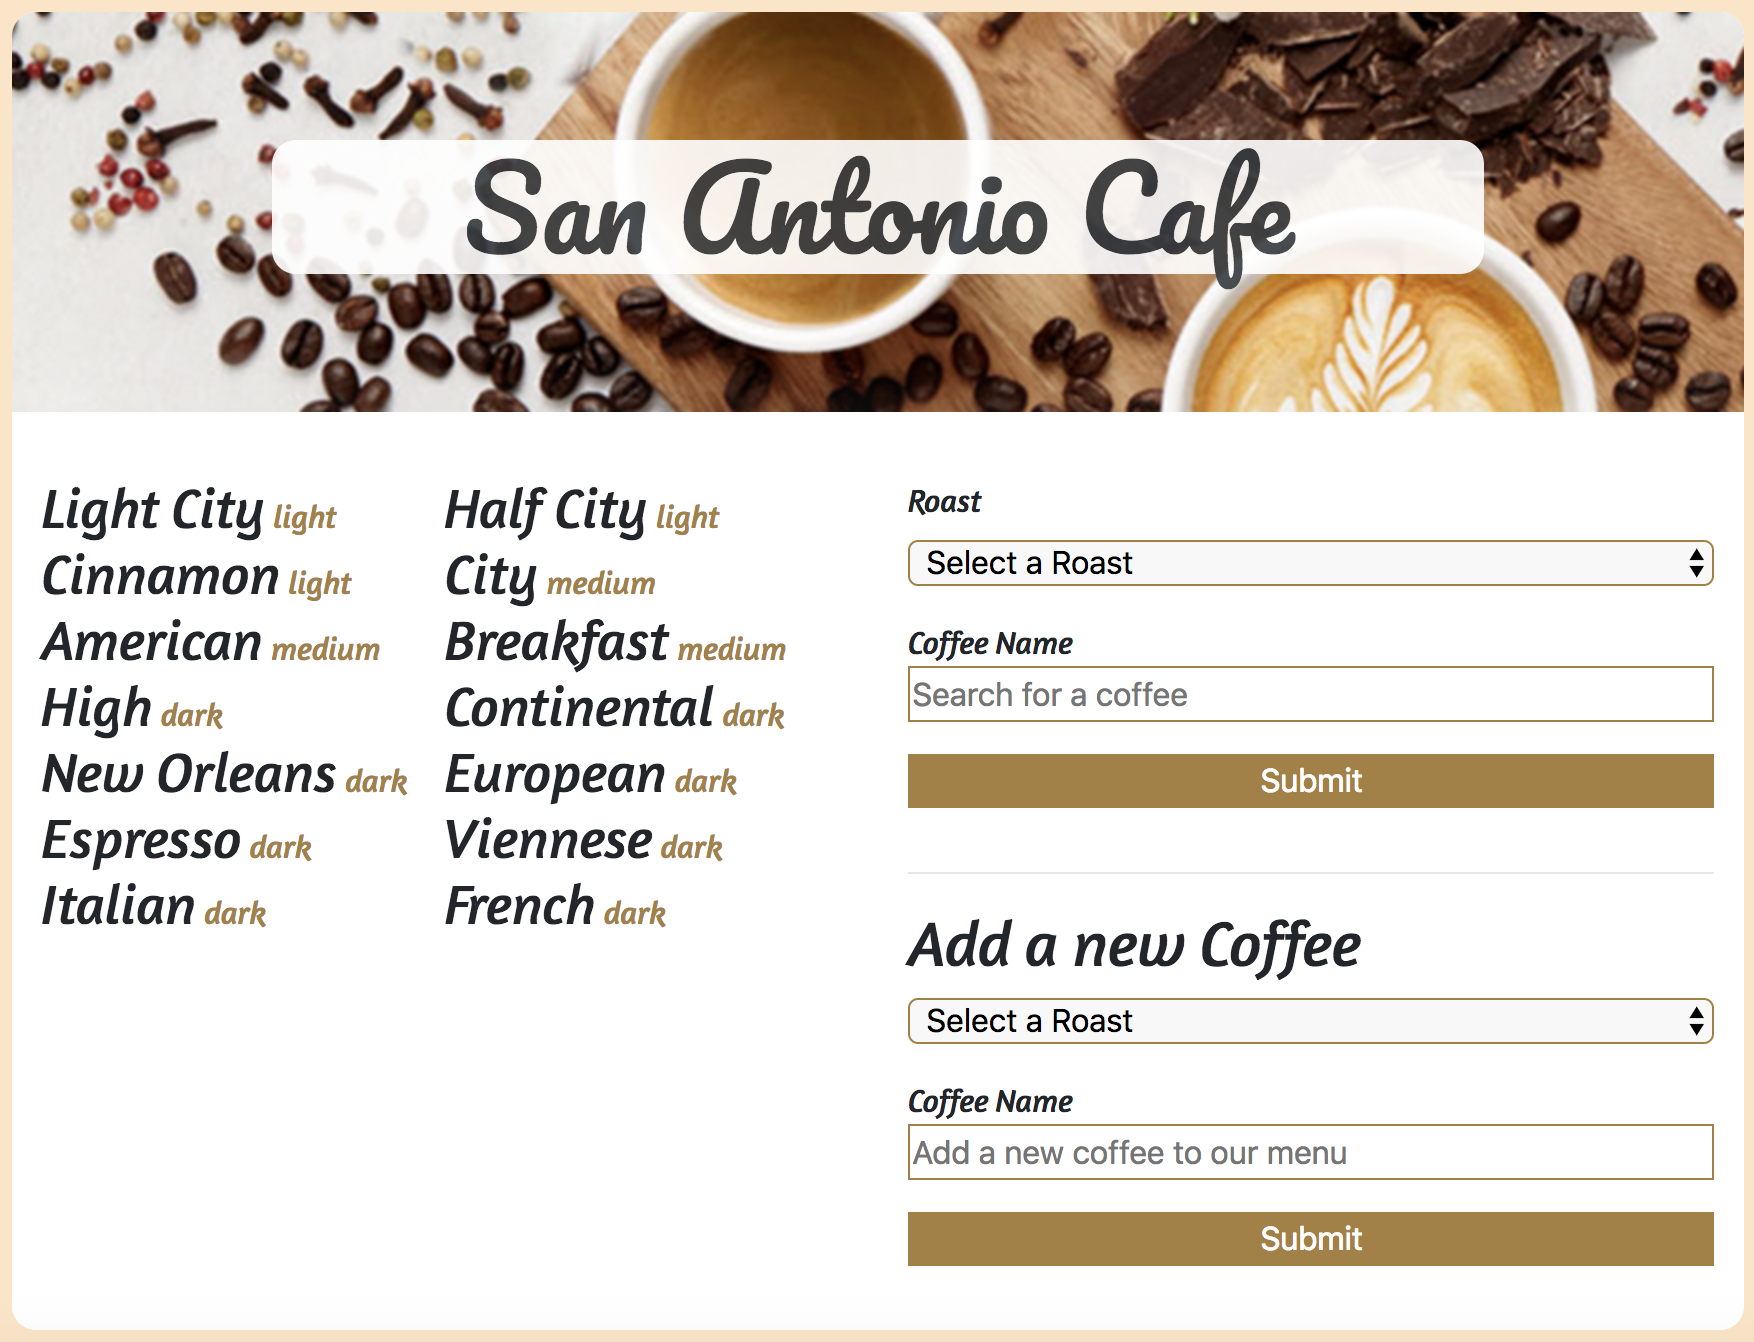 San Antonio Cafe
Light City light
Half City light
Cinnamon light
City medium
American medium
Breakfast medium
High dark
Continental dark
New Orleans dark
European dark
Espresso dark
Viennese dark
Italian dark
French dark
Roast
Select a Roast
Coffee Name
Search for a coffee
Submit
Add a new Coffee
Select a Roast
Coffee Name
Add a new coffee to our menu
Submit